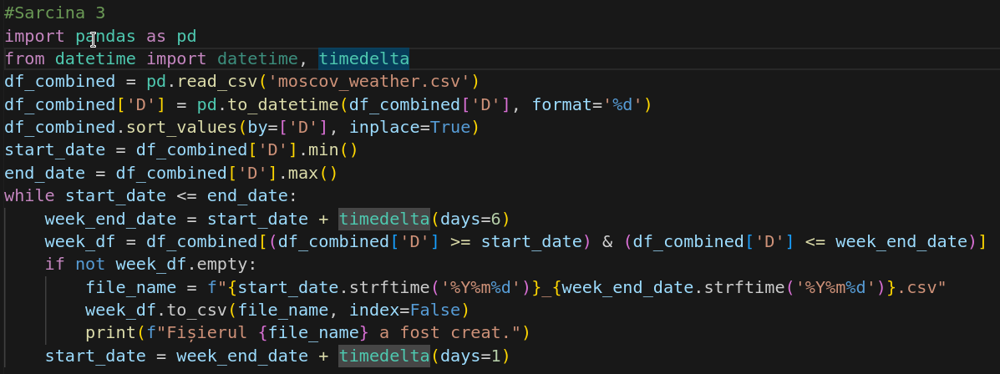 #Sarcina 3
import pandas as pd
from datetime import datetime, timedelta
df_combined = pd.read_csv('moscov_weather.csv')
df_combined['D'] = pd.to_datetime(df_combined['D'], format='%d')
df_combined.sort_values(by=['D'], inplace=True)
start_date = df_combined['D'].min()
end_date = df_combined['D'].max()
while start_date <= end_date:
    week_end_date = start_date + timedelta(days=6)
    week_df = df_combined[(df_combined['D'] >= start_date) & (df_combined['D'] <= week_end_date)]
    if not week_df.empty:
        file_name = f"{start_date.strftime('%Y%m%d')}_{week_end_date.strftime('%Y%m%d')}.csv"
        week_df.to_csv(file_name, index=False)
        print(f"Fișierul {file_name} a fost creat.")
    start_date = week_end_date + timedelta(days=1)